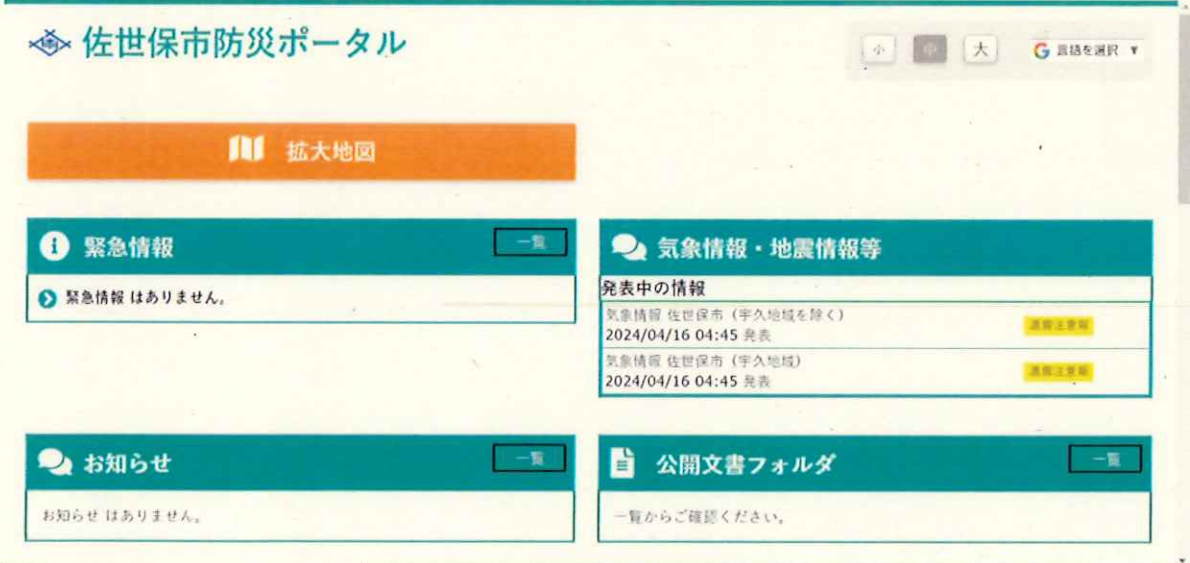 佐世保市防災ポータル
小 中 大 言語を選択 ▼
拡大地図
緊急情報 一覧
緊急情報 はありません。
気象情報・地震情報等
発表中の情報
気象情報 佐世保市（宇久地域を除く）
2024/04/16 04:45 発表
濃霧注意報
気象情報 佐世保市（宇久地域）
2024/04/16 04:45 発表
濃霧注意報
お知らせ 一覧
お知らせ はありません。
公開文書フォルダ 一覧
一覧からご確認ください。